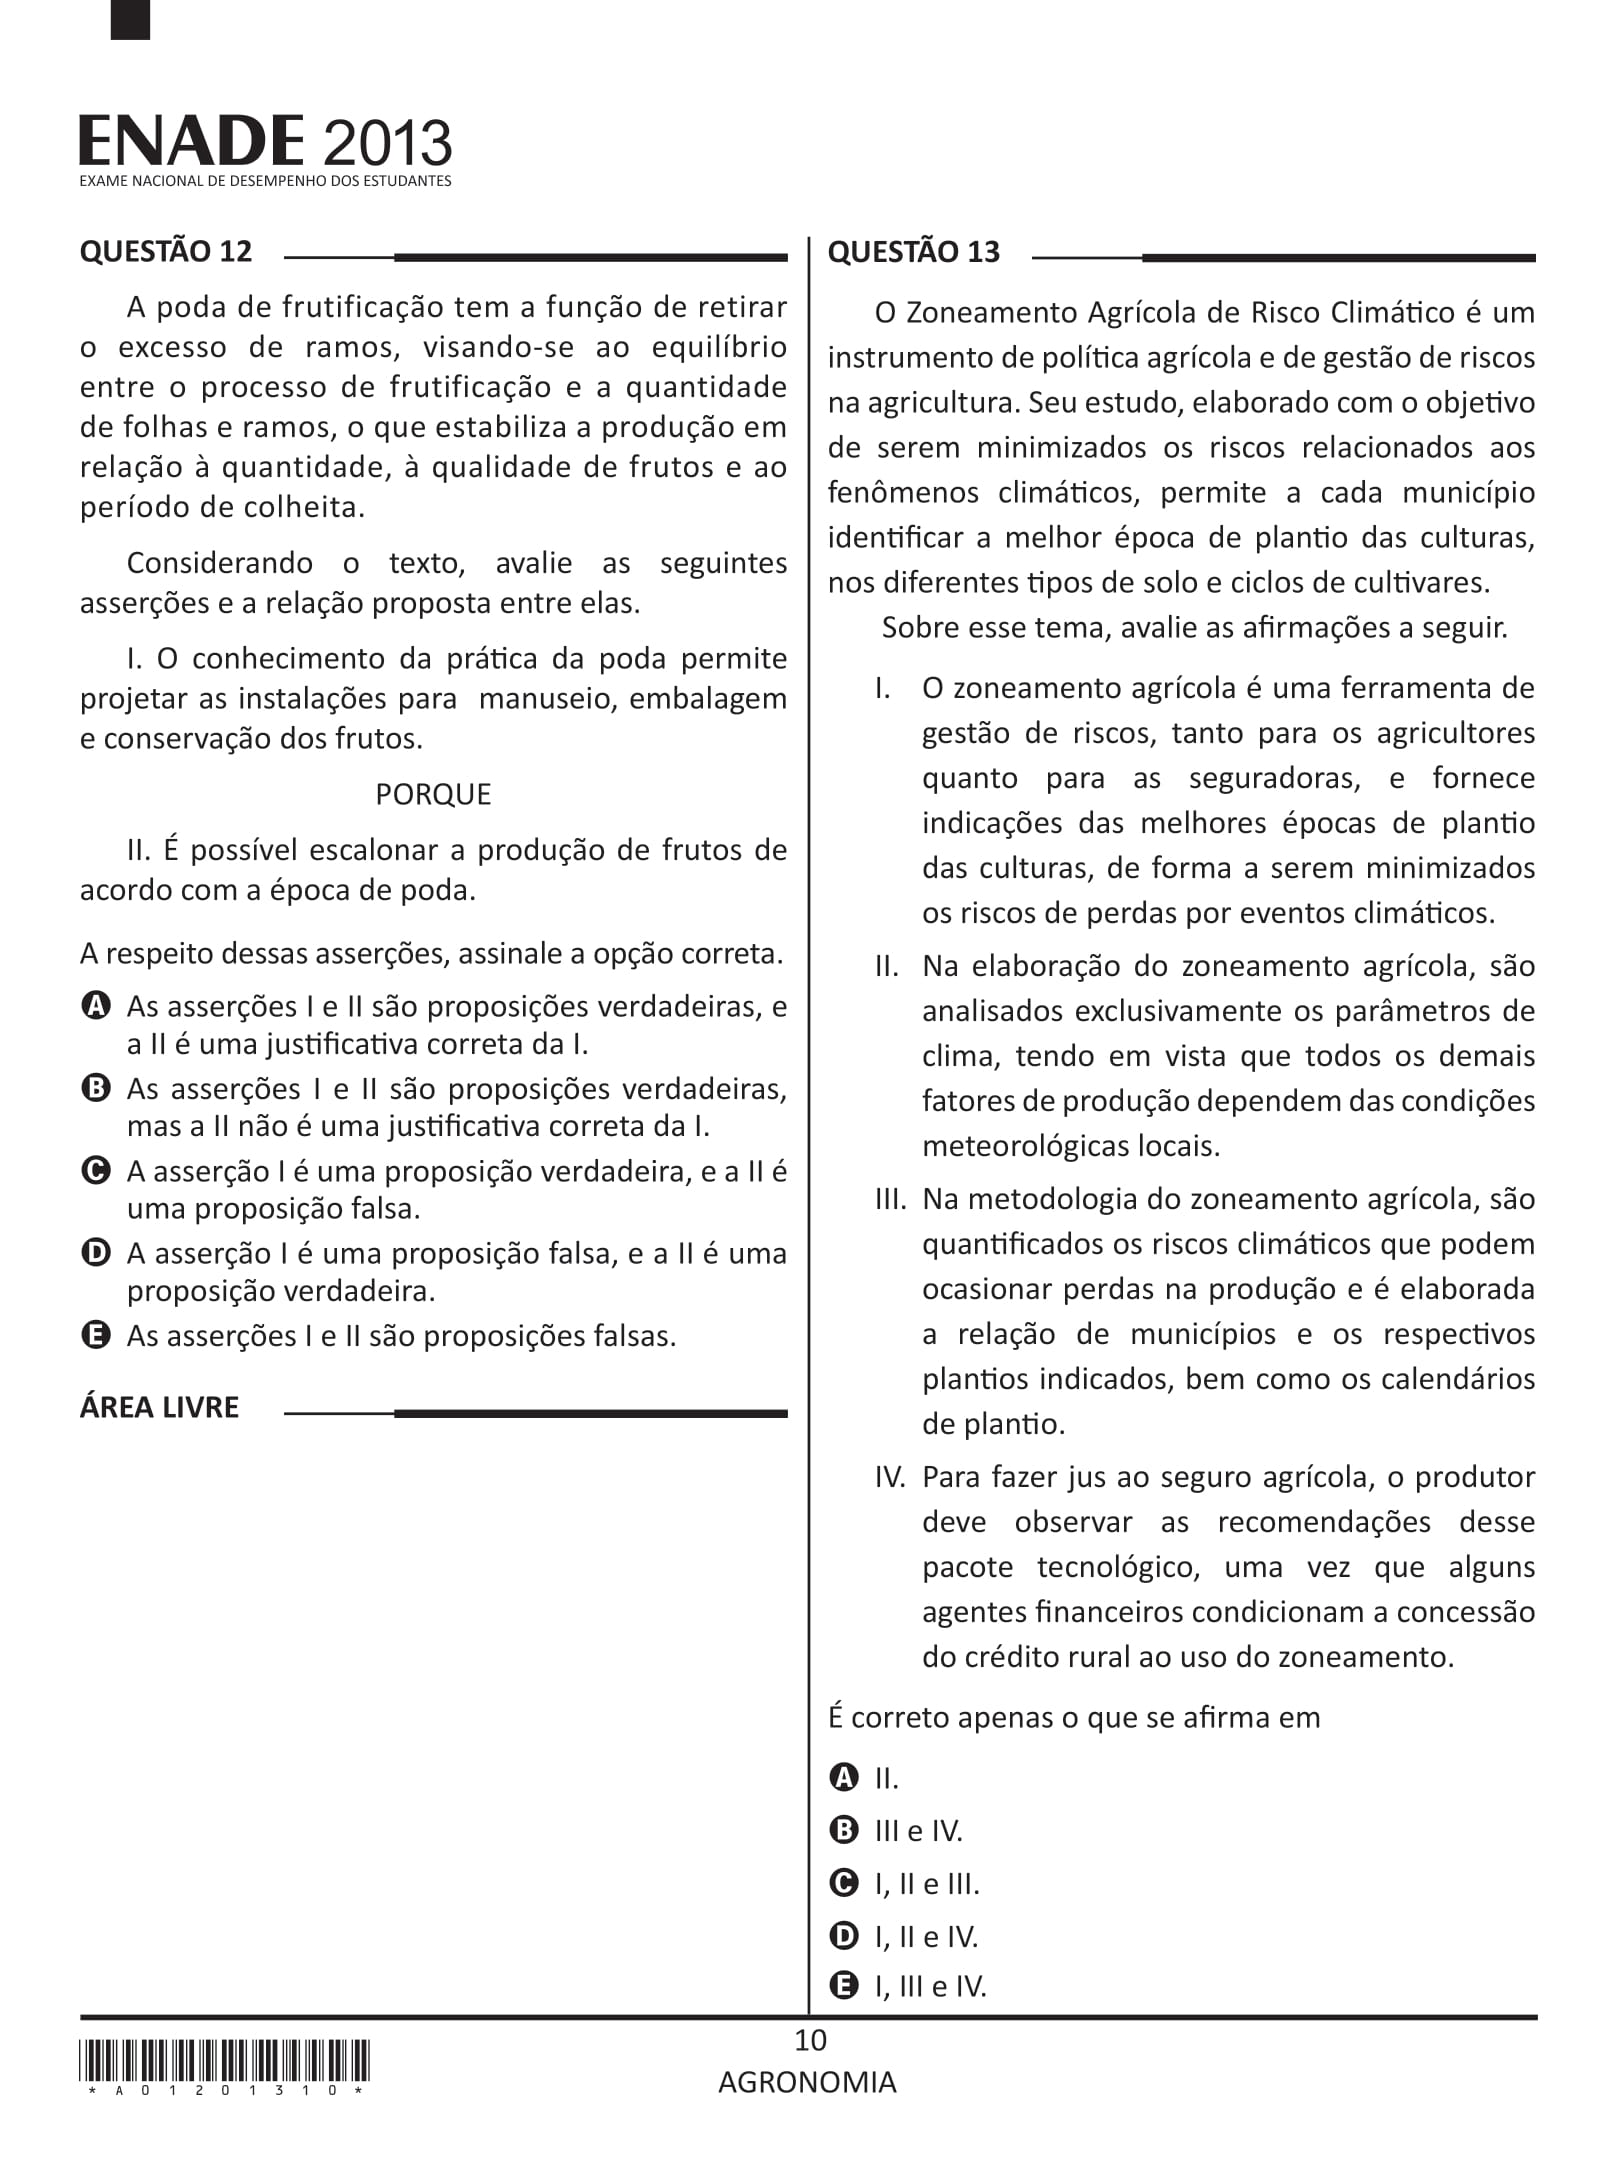 ENADE 2013
EXAME NACIONAL DE DESEMPENHO DOS ESTUDANTES
QUESTÃO 12
A poda de frutificação tem a função de retirar
o excesso de ramos, visando-se ao equilíbrio
entre o processo de frutificação e a quantidade
de folhas e ramos, o que estabiliza a produção em
relação à quantidade, à qualidade de frutos e ao
período de colheita.
Considerando o texto, avalie as seguintes
asserções e a relação proposta entre elas.
I. O conhecimento da prática da poda permite
projetar as instalações para manuseio, embalagem
e conservação dos frutos.
PORQUE
II. É possível escalonar a produção de frutos de
acordo com a época de poda.
A respeito dessas asserções, assinale a opção correta.
A As asserções I e II são proposições verdadeiras, e
a II é uma justificativa correta da I.
B As asserções I e II são proposições verdadeiras,
mas a II não é uma justificativa correta da I.
C A asserção I é uma proposição verdadeira, e a II é
uma proposição falsa.
D A asserção I é uma proposição falsa, e a II é uma
proposição verdadeira.
E As asserções I e II são proposições falsas.
ÁREA LIVRE
QUESTÃO 13
O Zoneamento Agrícola de Risco Climático é um
instrumento de política agrícola e de gestão de riscos
na agricultura. Seu estudo, elaborado com o objetivo
de serem minimizados os riscos relacionados aos
fenômenos climáticos, permite a cada município
identificar a melhor época de plantio das culturas,
nos diferentes tipos de solo e ciclos de cultivares.
Sobre esse tema, avalie as afirmações a seguir.
I. O zoneamento agrícola é uma ferramenta de
gestão de riscos, tanto para os agricultores
quanto para as seguradoras, e fornece
indicações das melhores épocas de plantio
das culturas, de forma a serem minimizados
os riscos de perdas por eventos climáticos.
II. Na elaboração do zoneamento agrícola, são
analisados exclusivamente os parâmetros de
clima, tendo em vista que todos os demais
fatores de produção dependem das condições
meteorológicas locais.
III. Na metodologia do zoneamento agrícola, são
quantificados os riscos climáticos que podem
ocasionar perdas na produção e é elaborada
a relação de municípios e os respectivos
plantios indicados, bem como os calendários
de plantio.
IV. Para fazer jus ao seguro agrícola, o produtor
deve observar as recomendações desse
pacote tecnológico, uma vez que alguns
agentes financeiros condicionam a concessão
do crédito rural ao uso do zoneamento.
É correto apenas o que se afirma em
A II.
B III e IV.
C I, II e III.
D I, II e IV.
E I, III e IV.
10
AGRONOMIA
*A01201310*